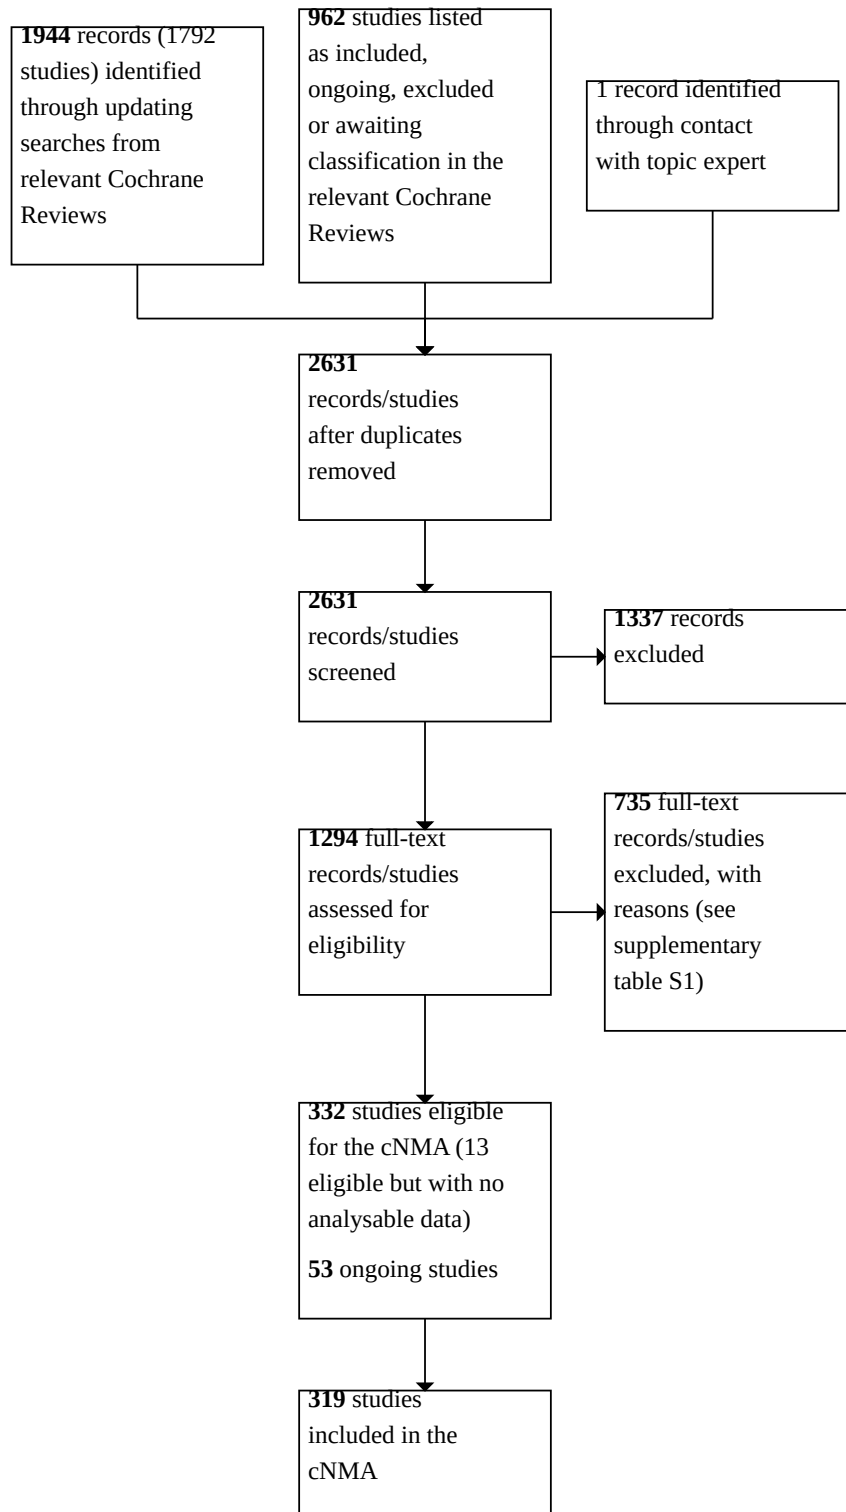 1944 records (1792
studies) identified
through updating
searches from
relevant Cochrane
Reviews
962 studies listed
as included,
ongoing, excluded
or awaiting
classification in the
relevant Cochrane
Reviews
1 record identified
through contact
with topic expert
2631
records/studies
after duplicates
removed
2631
records/studies
screened
1337 records
excluded
1294 full-text
records/studies
assessed for
eligibility
735 full-text
records/studies
excluded, with
reasons (see
supplementary
table S1)
332 studies eligible
for the cNMA (13
eligible but with no
analysable data)
53 ongoing studies
319 studies
included in the
cNMA